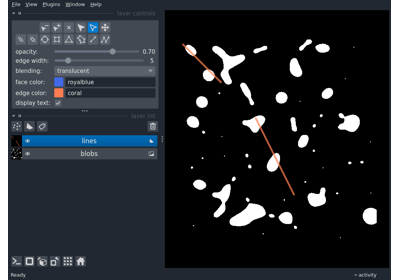 File View Plugins Window Help
layer controls
opacity: 0.70
edge width: 5
blending: translucent
face color: royalblue
edge color: coral
display text:
layer list
lines
blobs
Ready
activity